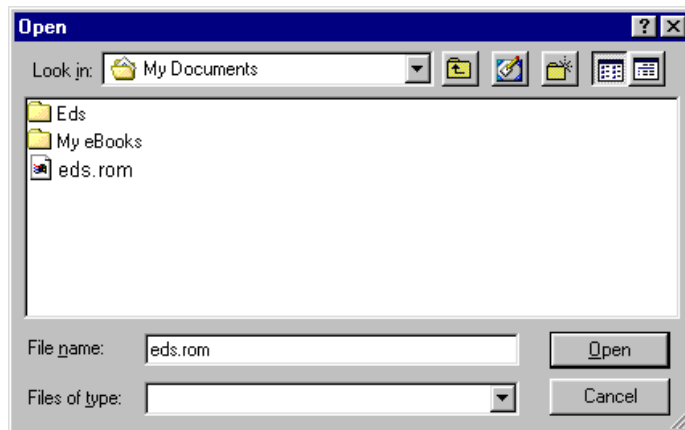 Open
Look in: My Documents
Eds
My eBooks
eds.rom
File name: eds.rom Open
Files of type: Cancel